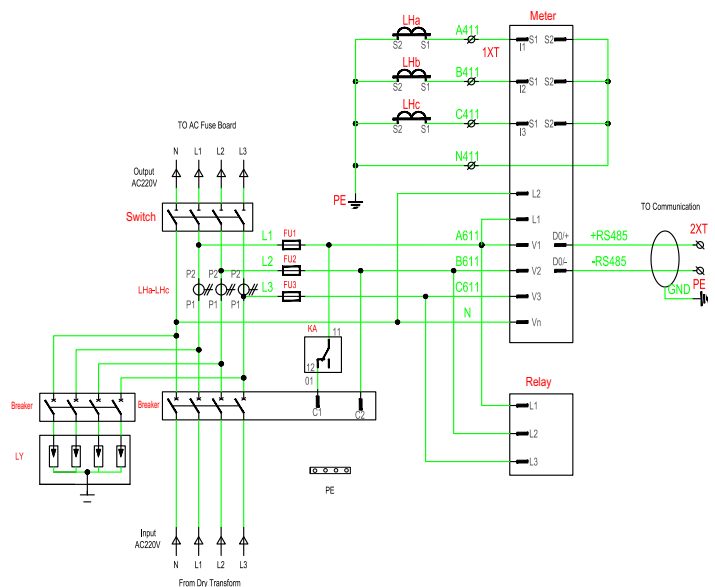 Meter
LHa
A411
S2 S1
1XT
I1 S1 S2
LHb
B411
S2 S1
I2 S1 S2
LHc
C411
S2 S1
I3 S1 S2
TO AC Fuse Board
N L1 L2 L3
N411
Output
AC220V
PE
L2
TO Communication
Switch
L1
L1 FU1 A611 V1 D0/+ +RS485 2XT
L2 FU2 B611 V2 D0/- -RS485
PE
P2 P2 P2
LHa-LHc
L3 FU3 C611 V3
GND
P1 P1 P1
N Vn
KA 11
12
01
Relay
Breaker
Breaker
C1 C2
L1
L2
LY
L3
PE
Input
AC220V
N L1 L2 L3
From Dry Transform